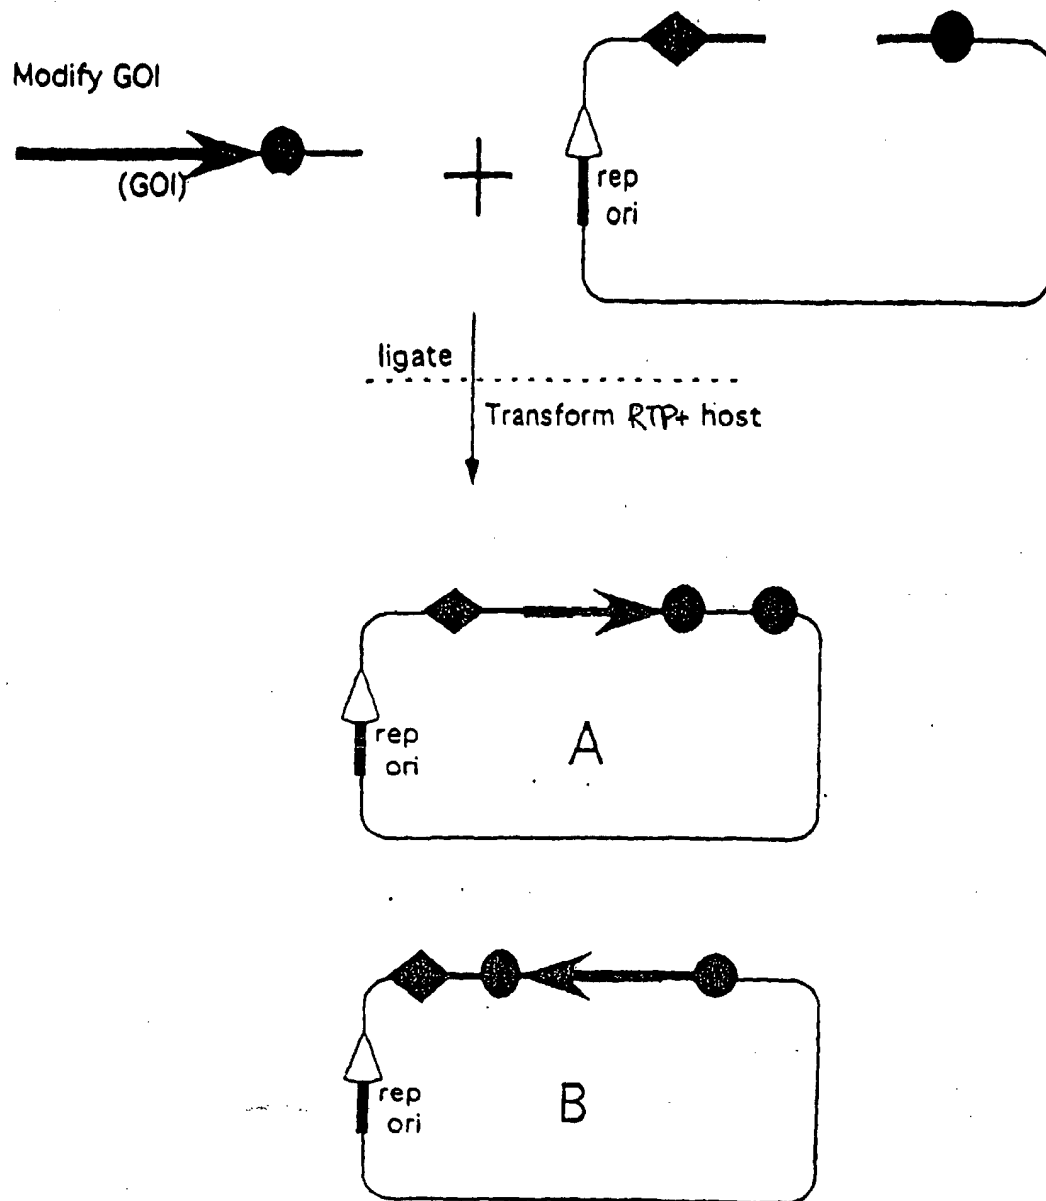 Modify GOI
(GOI)
rep
ori
ligate
Transform RTP+ host
rep
ori
A
rep
ori
B